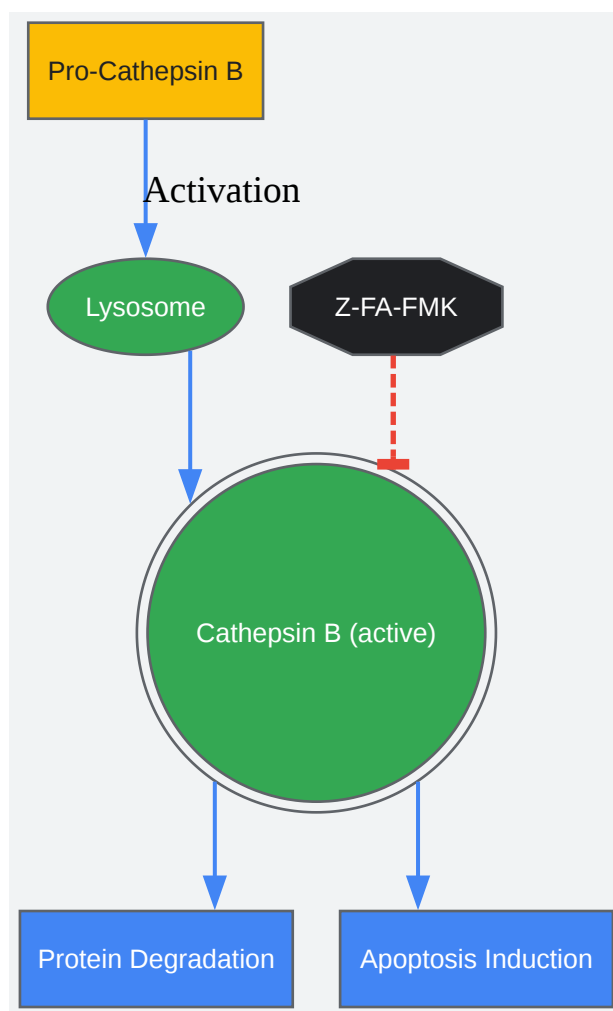 Pro-Cathepsin B
Activation
Lysosome
Z-FA-FMK
Cathepsin B (active)
Protein Degradation
Apoptosis Induction